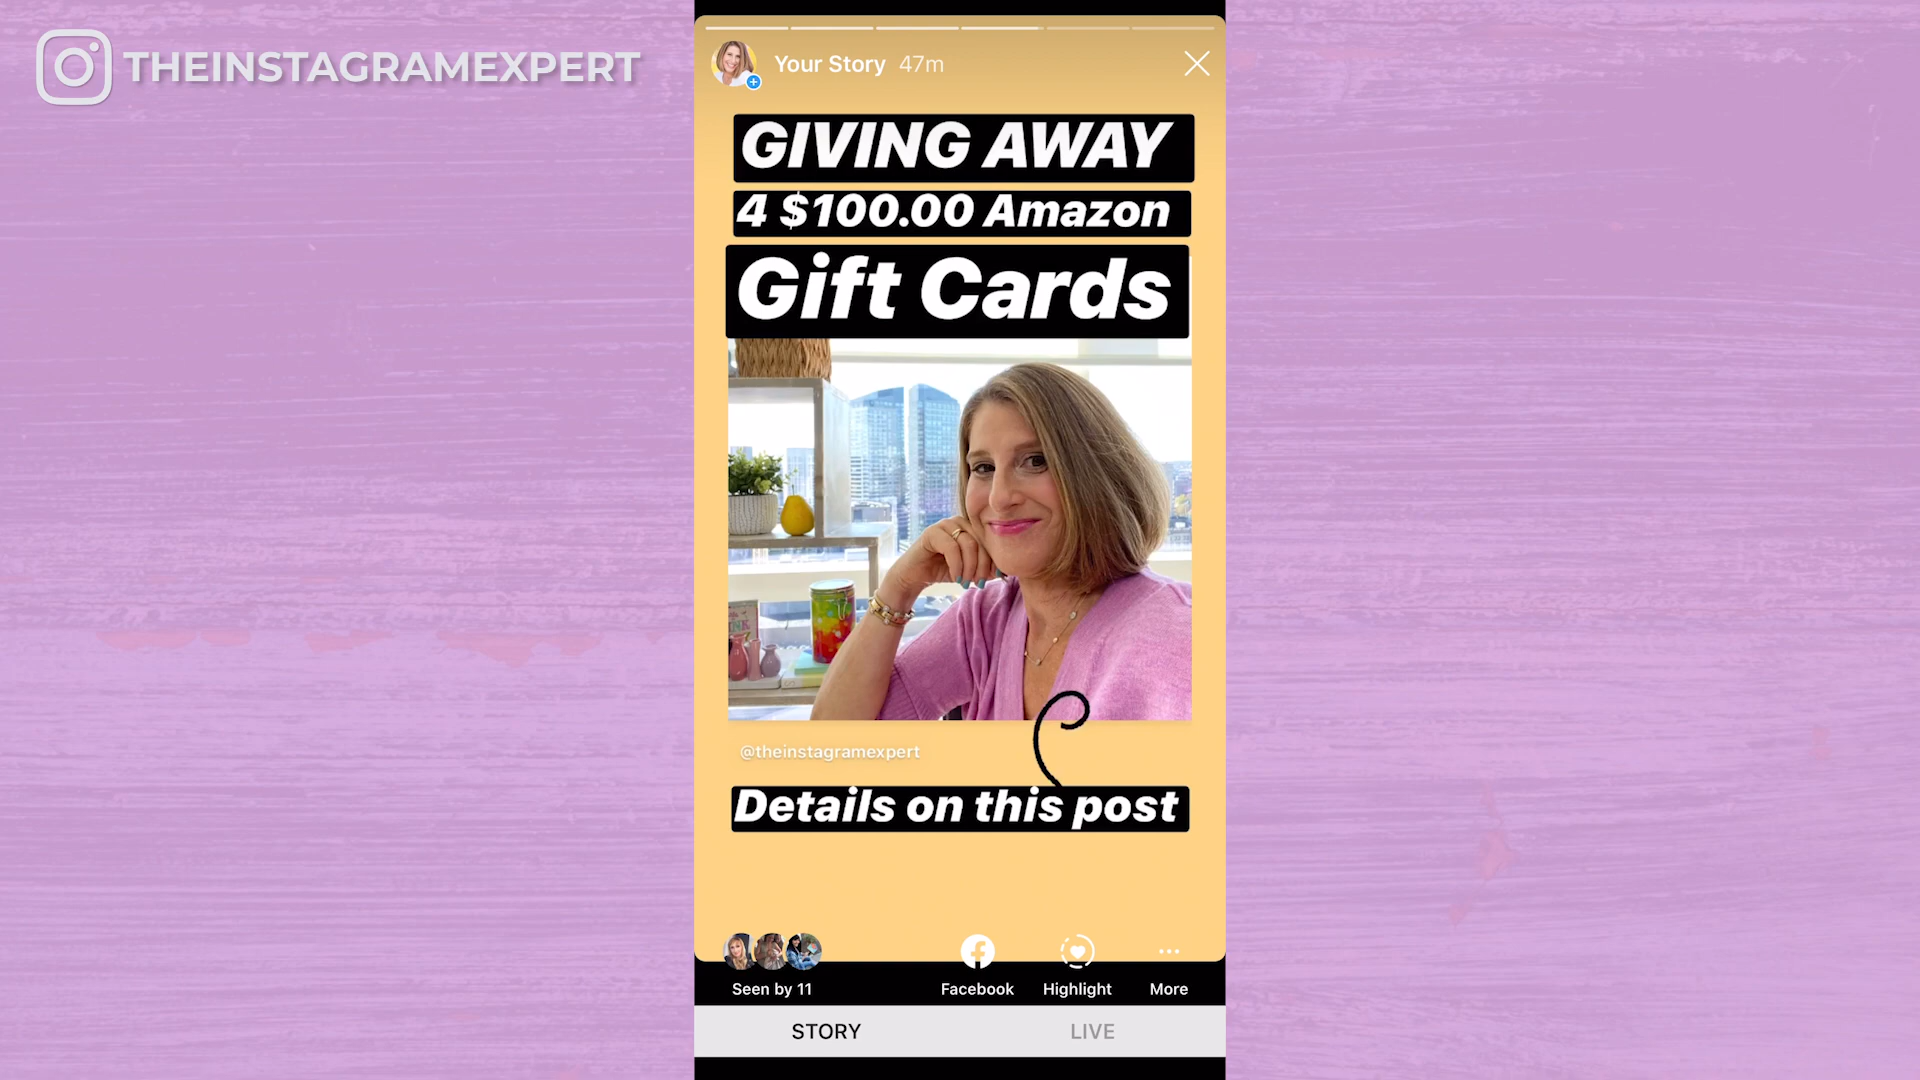 THEINSTAGRAMEXPERT
Your Story 47m
GIVING AWAY
4 $100.00 Amazon
Gift Cards
@theinstagramexpert
Details on this post
Seen by 11
Facebook
Highlight
More
STORY
LIVE